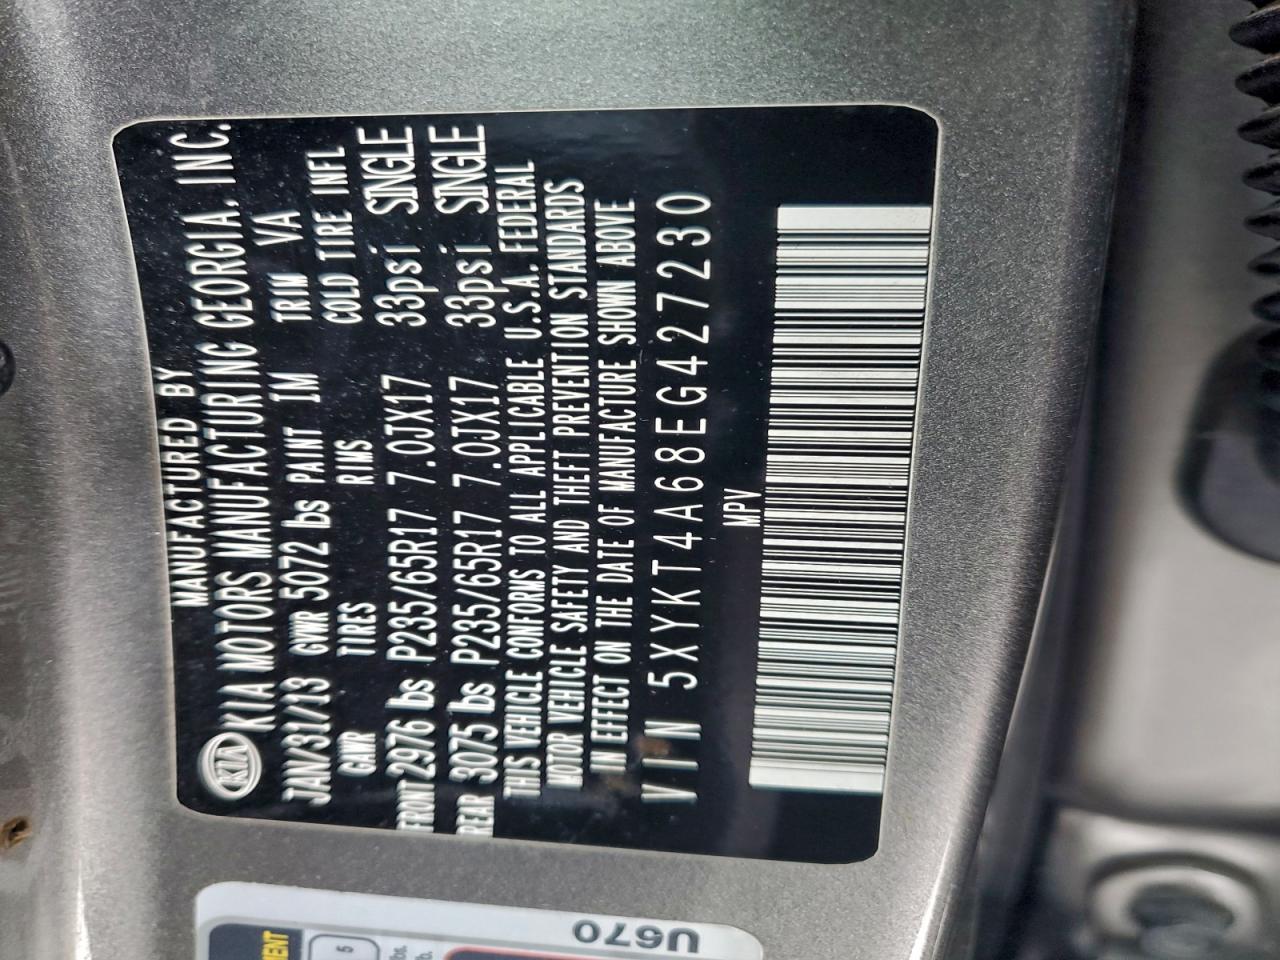 MANUFACTURED BY
KIA KIA MOTORS MANUFACTURING GEORGIA, INC.
JAN/31/13 GVWR 5072 lbs PAINT 1M TRIM VA
GAWR TIRES RIMS COLD TIRE INFL
FRONT 2976 lbs P235/65R17 7.0JX17 33psi SINGLE
REAR 3075 lbs P235/65R17 7.0JX17 33psi SINGLE
THIS VEHICLE CONFORMS TO ALL APPLICABLE U.S.A. FEDERAL
MOTOR VEHICLE SAFETY AND THEFT PREVENTION STANDARDS
IN EFFECT ON THE DATE OF MANUFACTURE SHOWN ABOVE
VIN 5XYKT4A68EG427230
MPV
U670
5